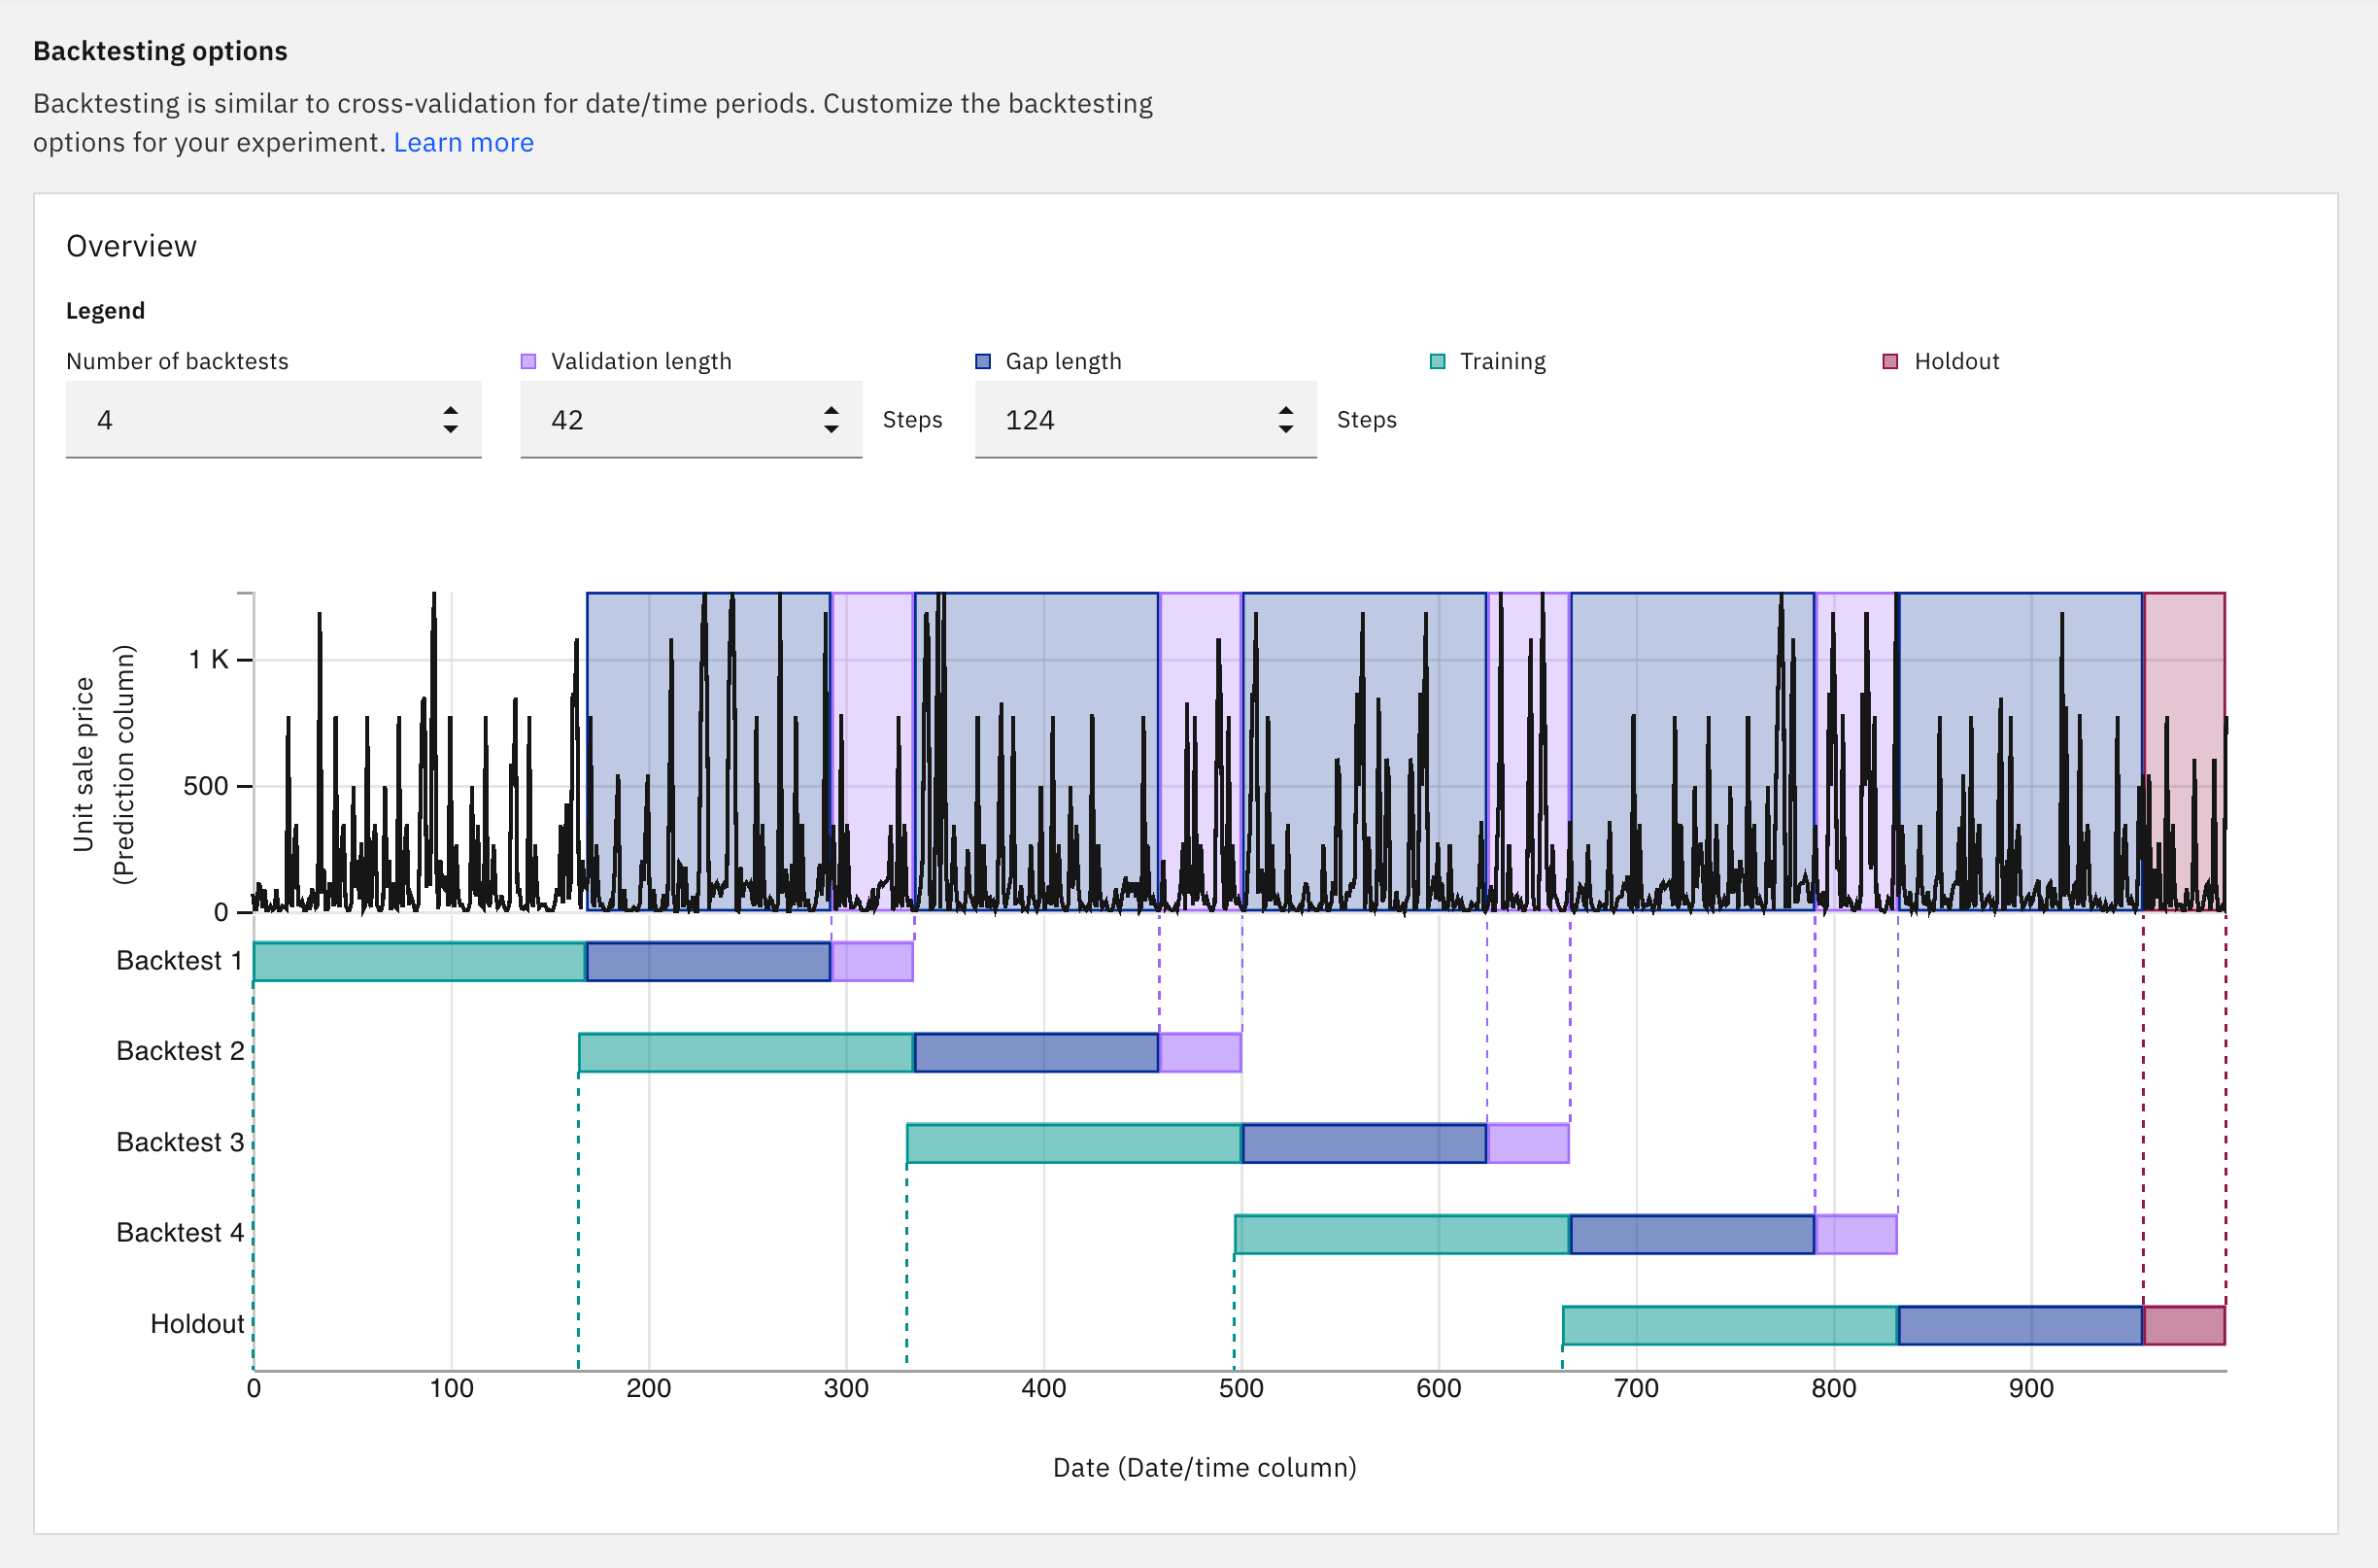 Backtesting options
Backtesting is similar to cross-validation for date/time periods. Customize the backtesting
options for your experiment. Learn more
Overview
Legend
Number of backtests
Validation length
Gap length
Training
Holdout
4
42
Steps
124
Steps
Unit sale price
(Prediction column)
1 K
500
0
Backtest 1
Backtest 2
Backtest 3
Backtest 4
Holdout
0 100 200 300 400 500 600 700 800 900
Date (Date/time column)